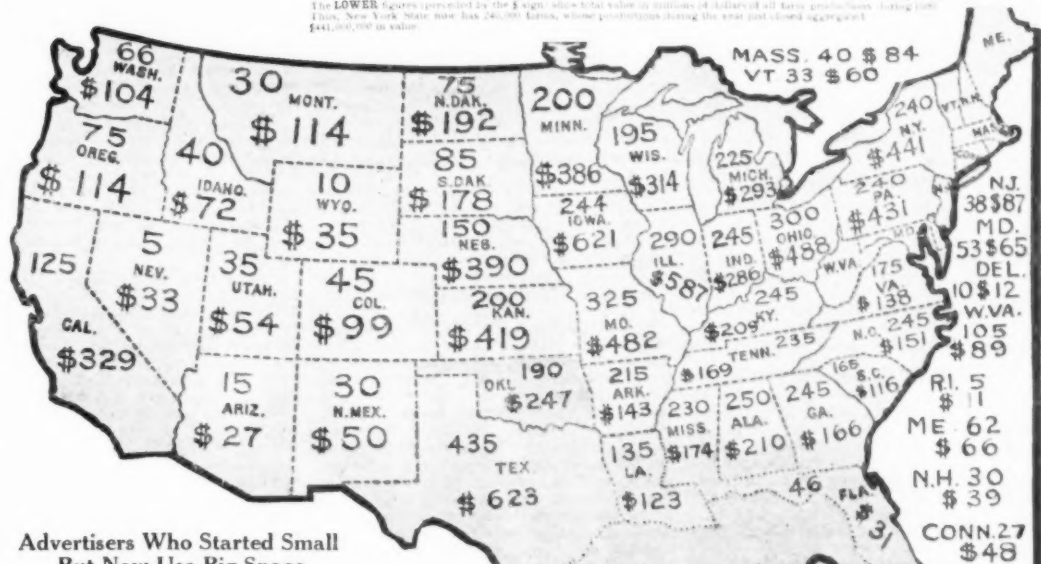 The LOWER figures (preceded by the $ sign) show total value in millions of dollars of all farm productions during
Thus, New York State now has 240,000 farms, whose productions during the year just closed aggregated
$441,000,000 in value.
MASS. 40 $84
VT. 33 $60
ME.
66
WASH.
$104
30
MONT.
$114
75
N.DAK.
$192
200
MINN.
$386
195
WIS.
$314
225
MICH.
$293
240
N.Y.
$441
VT.
N.H.
MASS
CON
75
OREG.
$114
40
IDAHO.
$72
10
WYO.
$35
85
S.DAK
$178
244
IOWA.
$621
240
PA.
$431
N.J.
38 $87
MD.
53 $65
DEL.
10 $12
W.VA.
105
$89
150
NEB.
$390
290
ILL.
$587
245
IND.
$286
300
OHIO.
$488
W.VA
MD.
175
VA.
$138
125
CAL.
$329
5
NEV.
$33
35
UTAH.
$54
45
COL.
$99
200
KAN.
$419
325
MO.
$482
245
KY.
$209
TENN. 235
$169
N.C. 245
$151
165
S.C.
$116
R.I. 5
$11
ME. 62
$66
N.H. 30
$39
CONN. 27
$48
15
ARIZ.
$27
30
N.MEX.
$50
190
OKL
$247
215
ARK.
$143
230
MISS.
$174
250
ALA.
$210
245
GA.
$166
435
TEX.
$623
135
LA.
$123
46
FLA.
$31
Advertisers Who Started Small
But Now Use Big Space